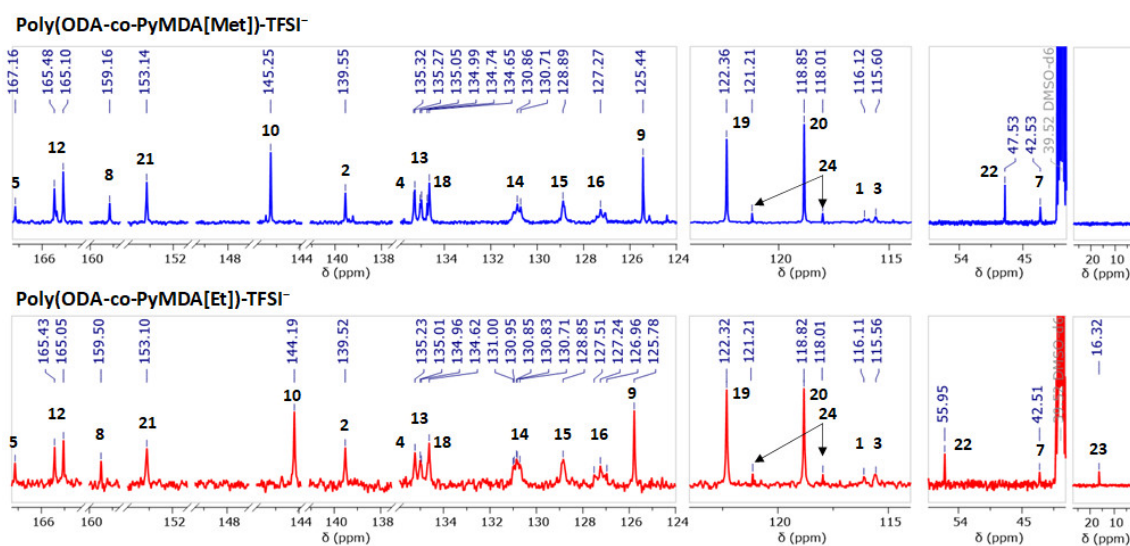 Poly(ODA-co-PyMDA[Met])-TFSI⁻
167.16 165.48 165.10 159.16 153.14 145.25 139.55 135.32 135.27 135.05 134.99 134.74 134.65 130.86 130.71 128.89 127.27 125.44 122.36 121.21 118.85 118.01 116.12 115.60 47.53 42.53 39.52 DMSO-d6
5 12 8 21 10 2 4 13 18 14 15 16 9 19 20 24 1 3 22 7
166 160 152 148 144 140 134 132 130 128 126 124 120 115 54 45 20 10
δ (ppm) δ (ppm) δ (ppm) δ (ppm) δ (ppm) δ (ppm)
Poly(ODA-co-PyMDA[Et])-TFSI⁻
165.43 165.05 159.50 153.10 144.19 139.52 135.23 135.01 134.96 134.62 131.00 130.95 130.85 130.83 130.71 128.85 127.51 127.24 126.96 125.78 122.32 121.21 118.82 118.01 116.11 115.56 55.95 42.51 16.32
5 12 8 21 10 2 4 13 18 14 15 16 9 19 20 24 1 3 22 7 23
166 160 152 148 144 140 134 132 130 128 126 124 120 115 54 45 20 10
δ (ppm) δ (ppm) δ (ppm) δ (ppm) δ (ppm) δ (ppm)